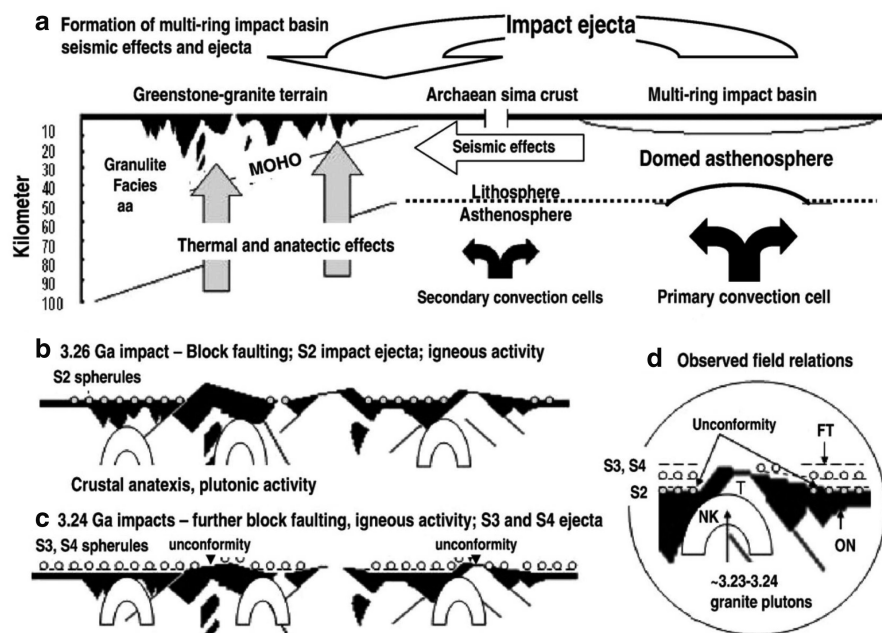 a Formation of multi-ring impact basin
seismic effects and ejecta
Impact ejecta
Greenstone-granite terrain
Archaean sima crust
Multi-ring impact basin
Kilometer
10
20
30
40
50
60
70
80
90
100
Granulite
Facies
aa
MOHO
Seismic effects
Domed asthenosphere
Lithosphere
Asthenosphere
Thermal and anatectic effects
Secondary convection cells
Primary convection cell
b 3.26 Ga impact – Block faulting; S2 impact ejecta; igneous activity
S2 spherules
Crustal anatexis, plutonic activity
c 3.24 Ga impacts – further block faulting, igneous activity; S3 and S4 ejecta
S3, S4 spherules
unconformity
unconformity
d Observed field relations
Unconformity
FT
S3, S4
S2
T
NK
ON
~3.23-3.24
granite plutons